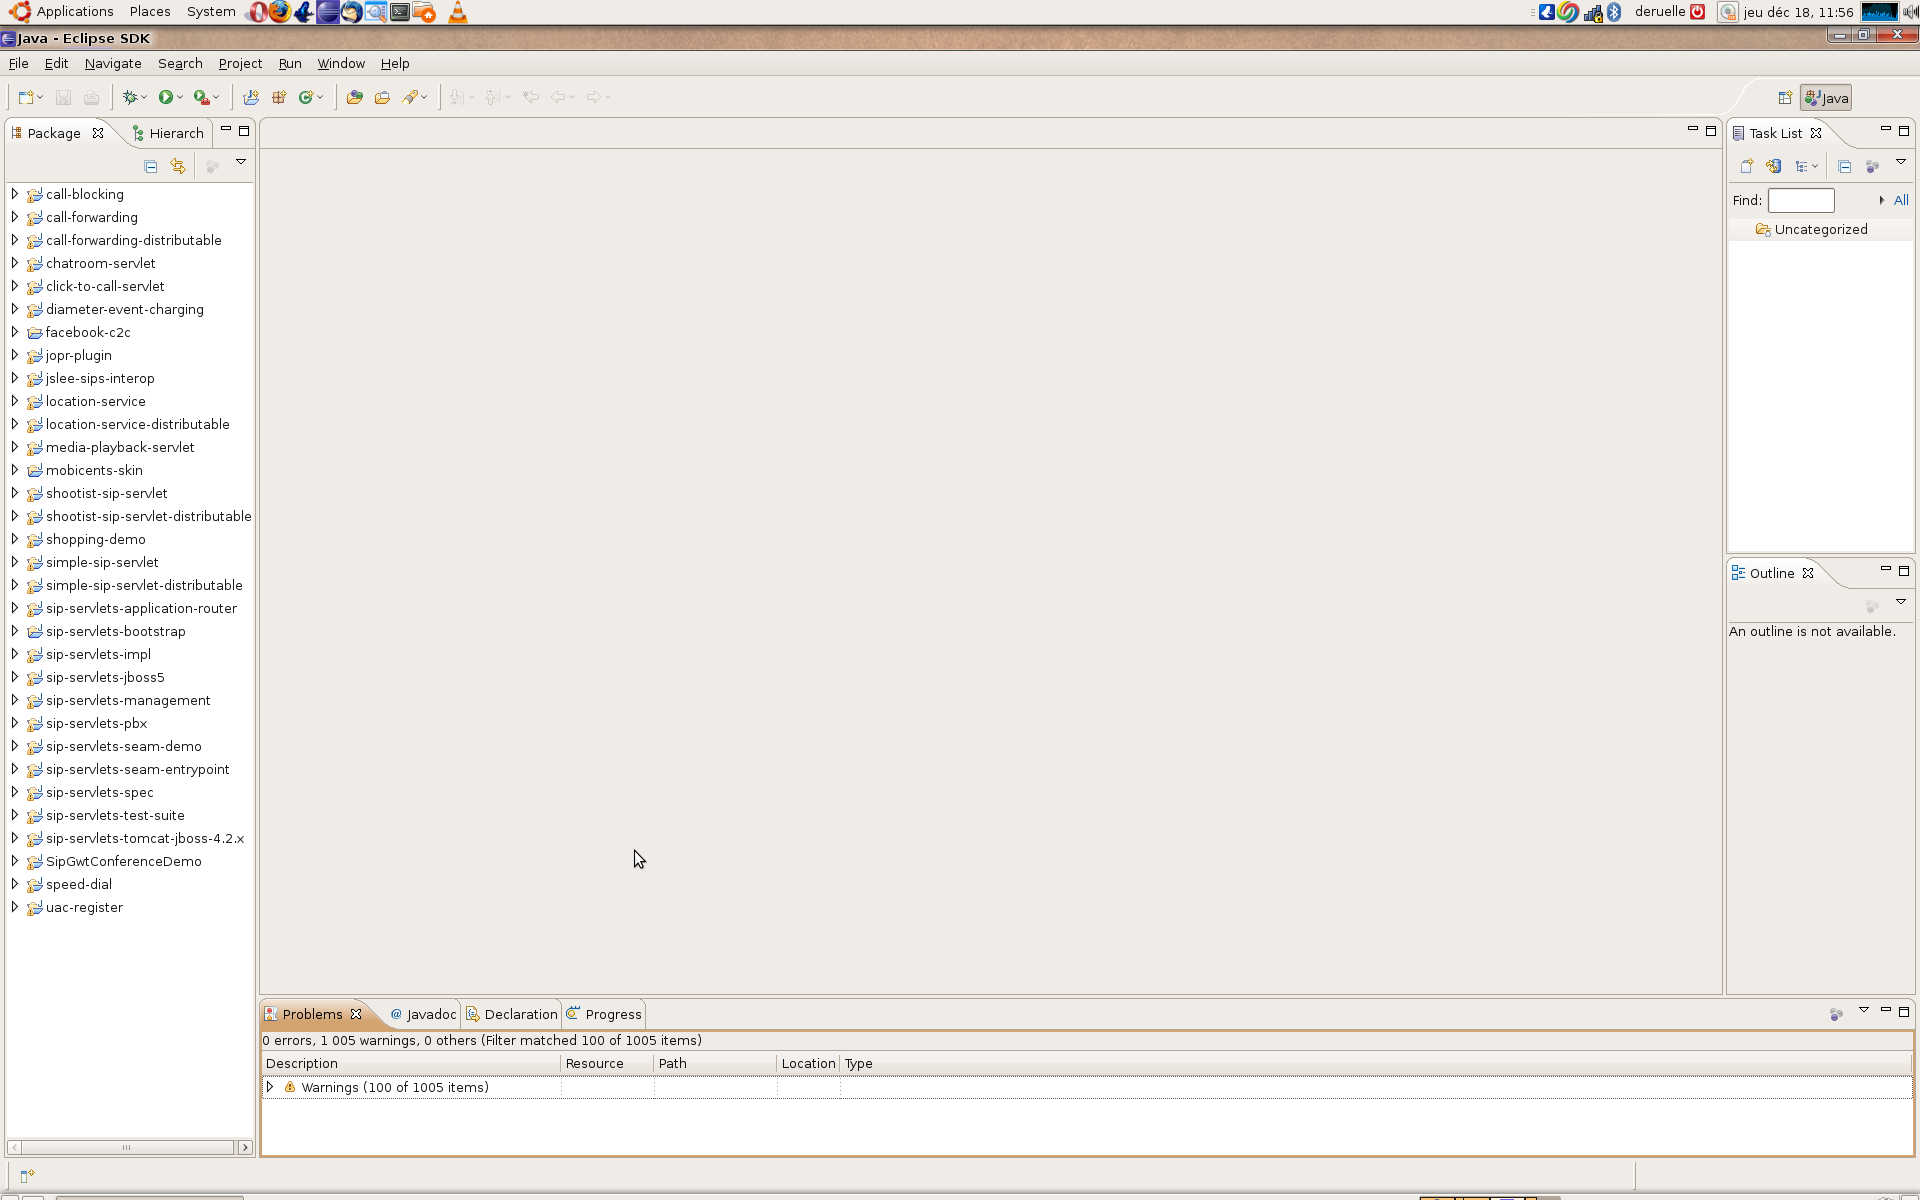 Applications Places System deruelle jeu déc 18, 11:56
Java - Eclipse SDK
File Edit Navigate Search Project Run Window Help
Java
Package Hierarch
Task List
call-blocking
call-forwarding
call-forwarding-distributable
chatroom-servlet
click-to-call-servlet
diameter-event-charging
facebook-c2c
jopr-plugin
jslee-sips-interop
location-service
location-service-distributable
media-playback-servlet
mobicents-skin
shootist-sip-servlet
shootist-sip-servlet-distributable
shopping-demo
simple-sip-servlet
simple-sip-servlet-distributable
sip-servlets-application-router
sip-servlets-bootstrap
sip-servlets-impl
sip-servlets-jboss5
sip-servlets-management
sip-servlets-pbx
sip-servlets-seam-demo
sip-servlets-seam-entrypoint
sip-servlets-spec
sip-servlets-test-suite
sip-servlets-tomcat-jboss-4.2.x
SipGwtConferenceDemo
speed-dial
uac-register
Find: All
Uncategorized
Outline
An outline is not available.
Problems Javadoc Declaration Progress
0 errors, 1 005 warnings, 0 others (Filter matched 100 of 1005 items)
Description Resource Path Location Type
Warnings (100 of 1005 items)